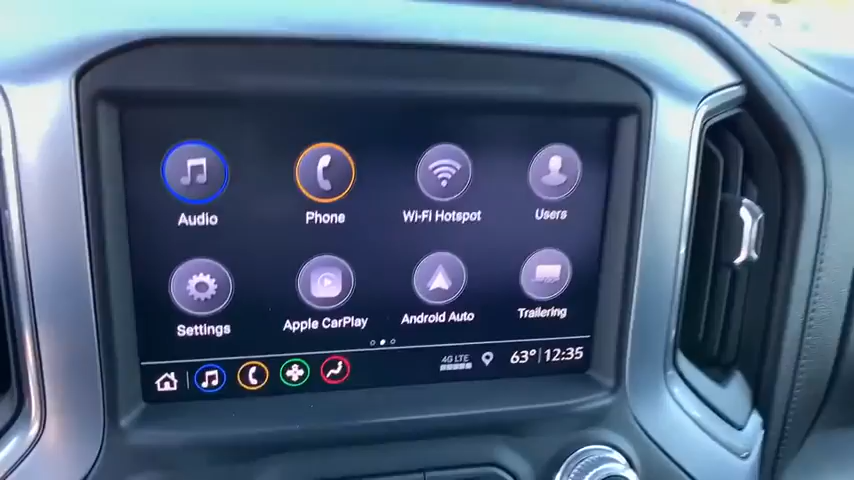 Audio
Phone
Wi-Fi Hotspot
Users
Settings
Apple CarPlay
Android Auto
Trailering
4G LTE
63° 12:35